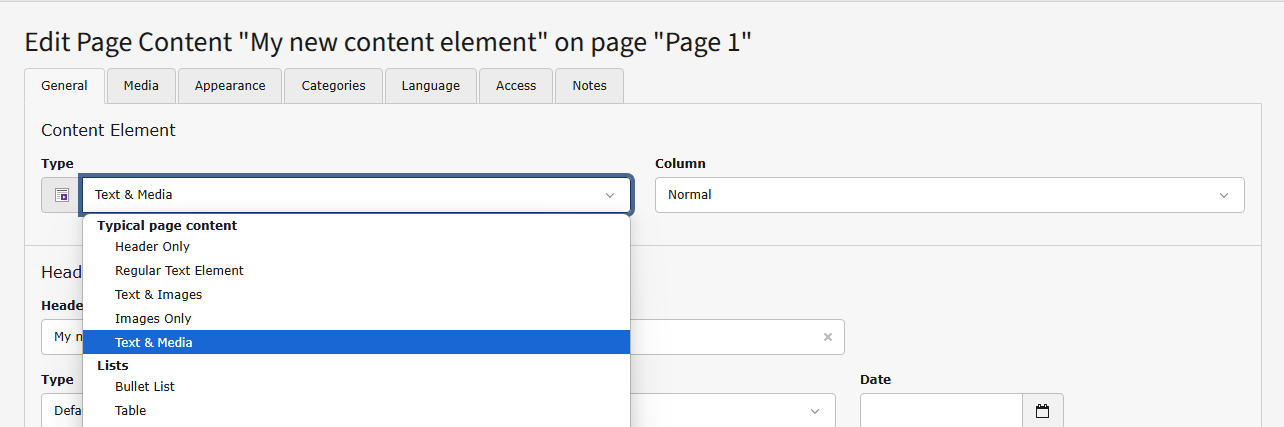 Edit Page Content "My new content element" on page "Page 1"
General Media Appearance Categories Language Access Notes
Content Element
Type Column
Text & Media Normal
Typical page content
Header Only
Regular Text Element
Text & Images
Images Only
Text & Media
Lists
Bullet List
Table
Head
Heade
My n
Type Date
Defa